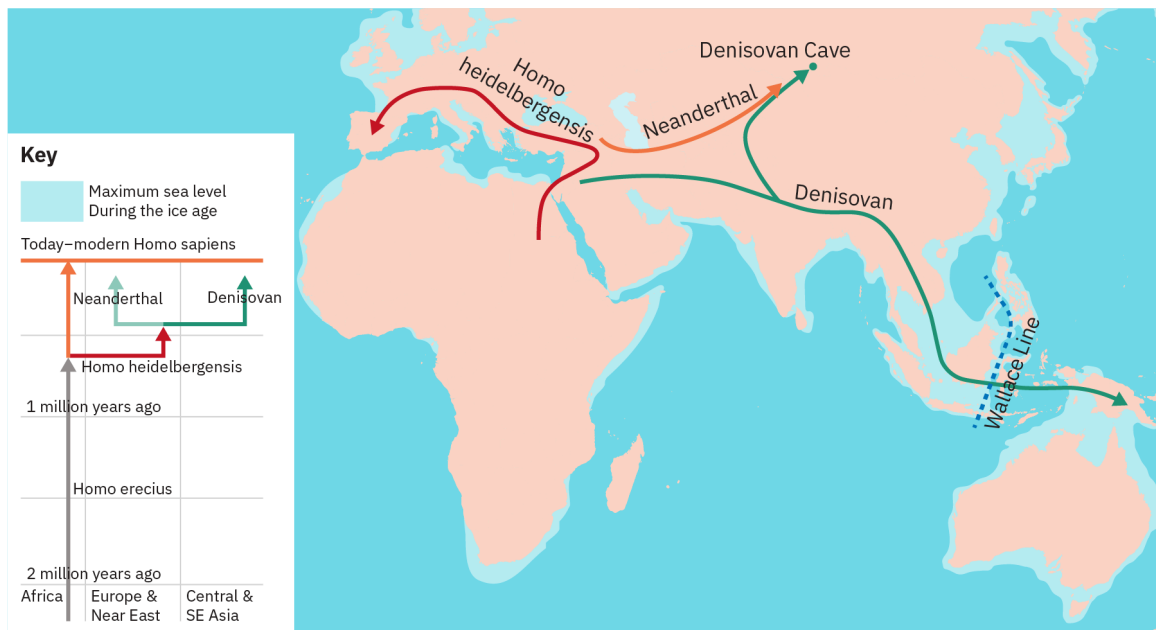 Denisovan Cave
Homo
heidelbergensis
Neanderthal
Denisovan
Wallace Line
Key
Maximum sea level
During the ice age
Today–modern Homo sapiens
Neanderthal
Denisovan
Homo heidelbergensis
1 million years ago
Homo erecius
2 million years ago
Africa
Europe &
Near East
Central &
SE Asia